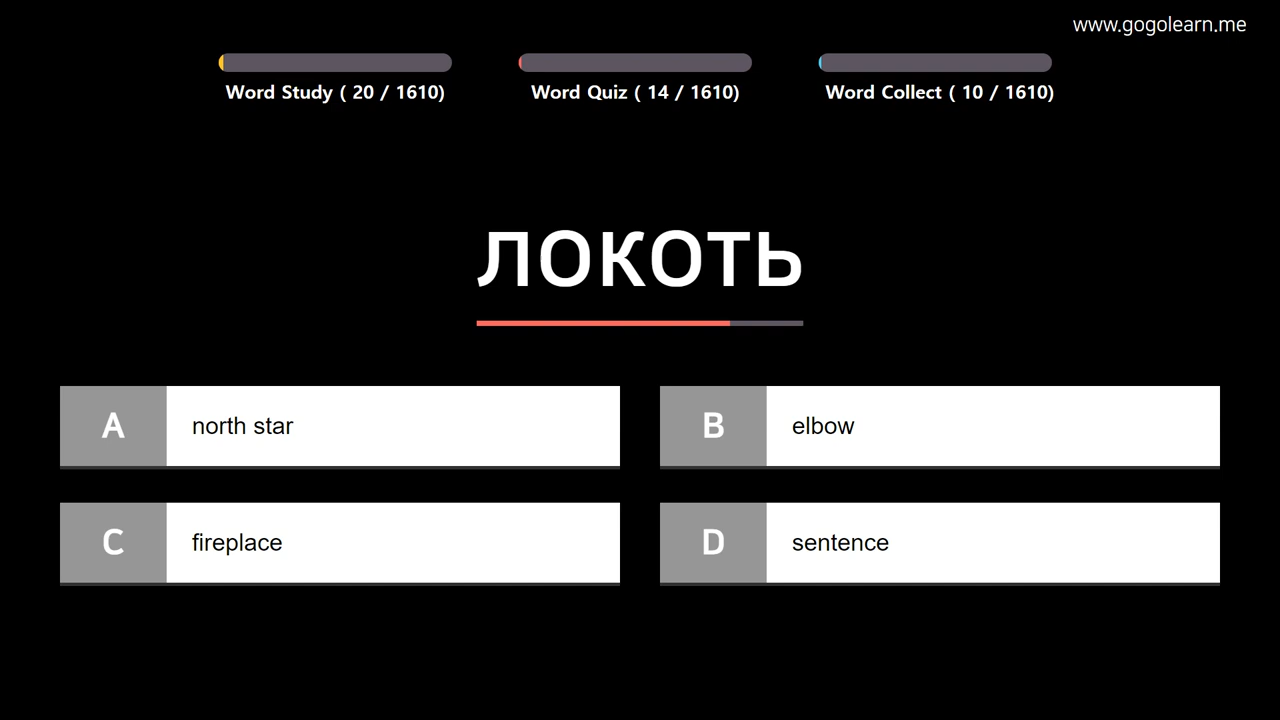 www.gogolearn.me
Word Study ( 20 / 1610)
Word Quiz ( 14 / 1610)
Word Collect ( 10 / 1610)
ЛОКОТЬ
A north star
B elbow
C fireplace
D sentence